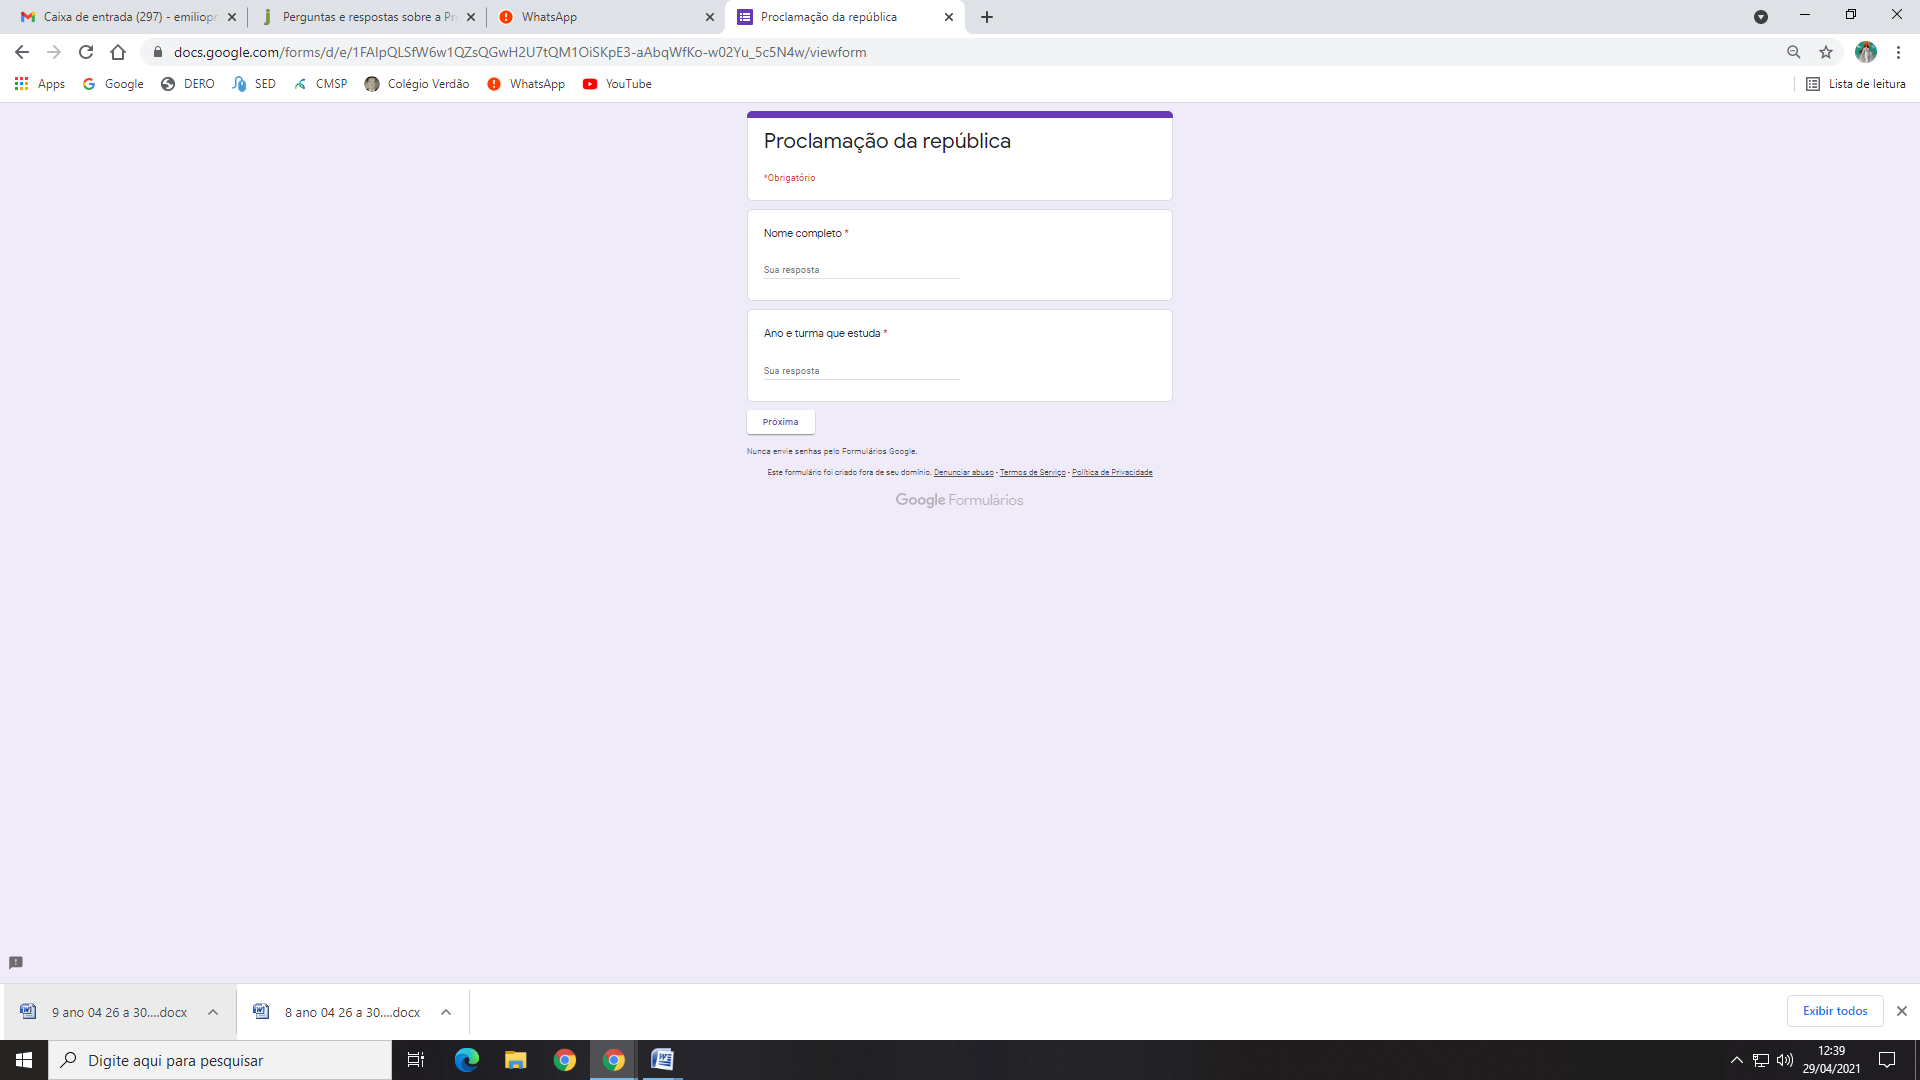 Caixa de entrada (297) - emiliopr
Perguntas e respostas sobre a Pr
WhatsApp
Proclamação da república
docs.google.com/forms/d/e/1FAIpQLSfW6w1QZsQGwH2U7tQM1OiSKpE3-aAbqWfKo-w02Yu_5c5N4w/viewform
Apps
Google
DERO
SED
CMSP
Colégio Verdão
WhatsApp
YouTube
Lista de leitura
Proclamação da república
*Obrigatório
Nome completo *
Sua resposta
Ano e turma que estuda *
Sua resposta
Próxima
Nunca envie senhas pelo Formulários Google.
Este formulário foi criado fora de seu domínio. Denunciar abuso - Termos de Serviço - Política de Privacidade
Google Formulários
9 ano 04 26 a 30....docx
8 ano 04 26 a 30....docx
Exibir todos
Digite aqui para pesquisar
12:39
29/04/2021